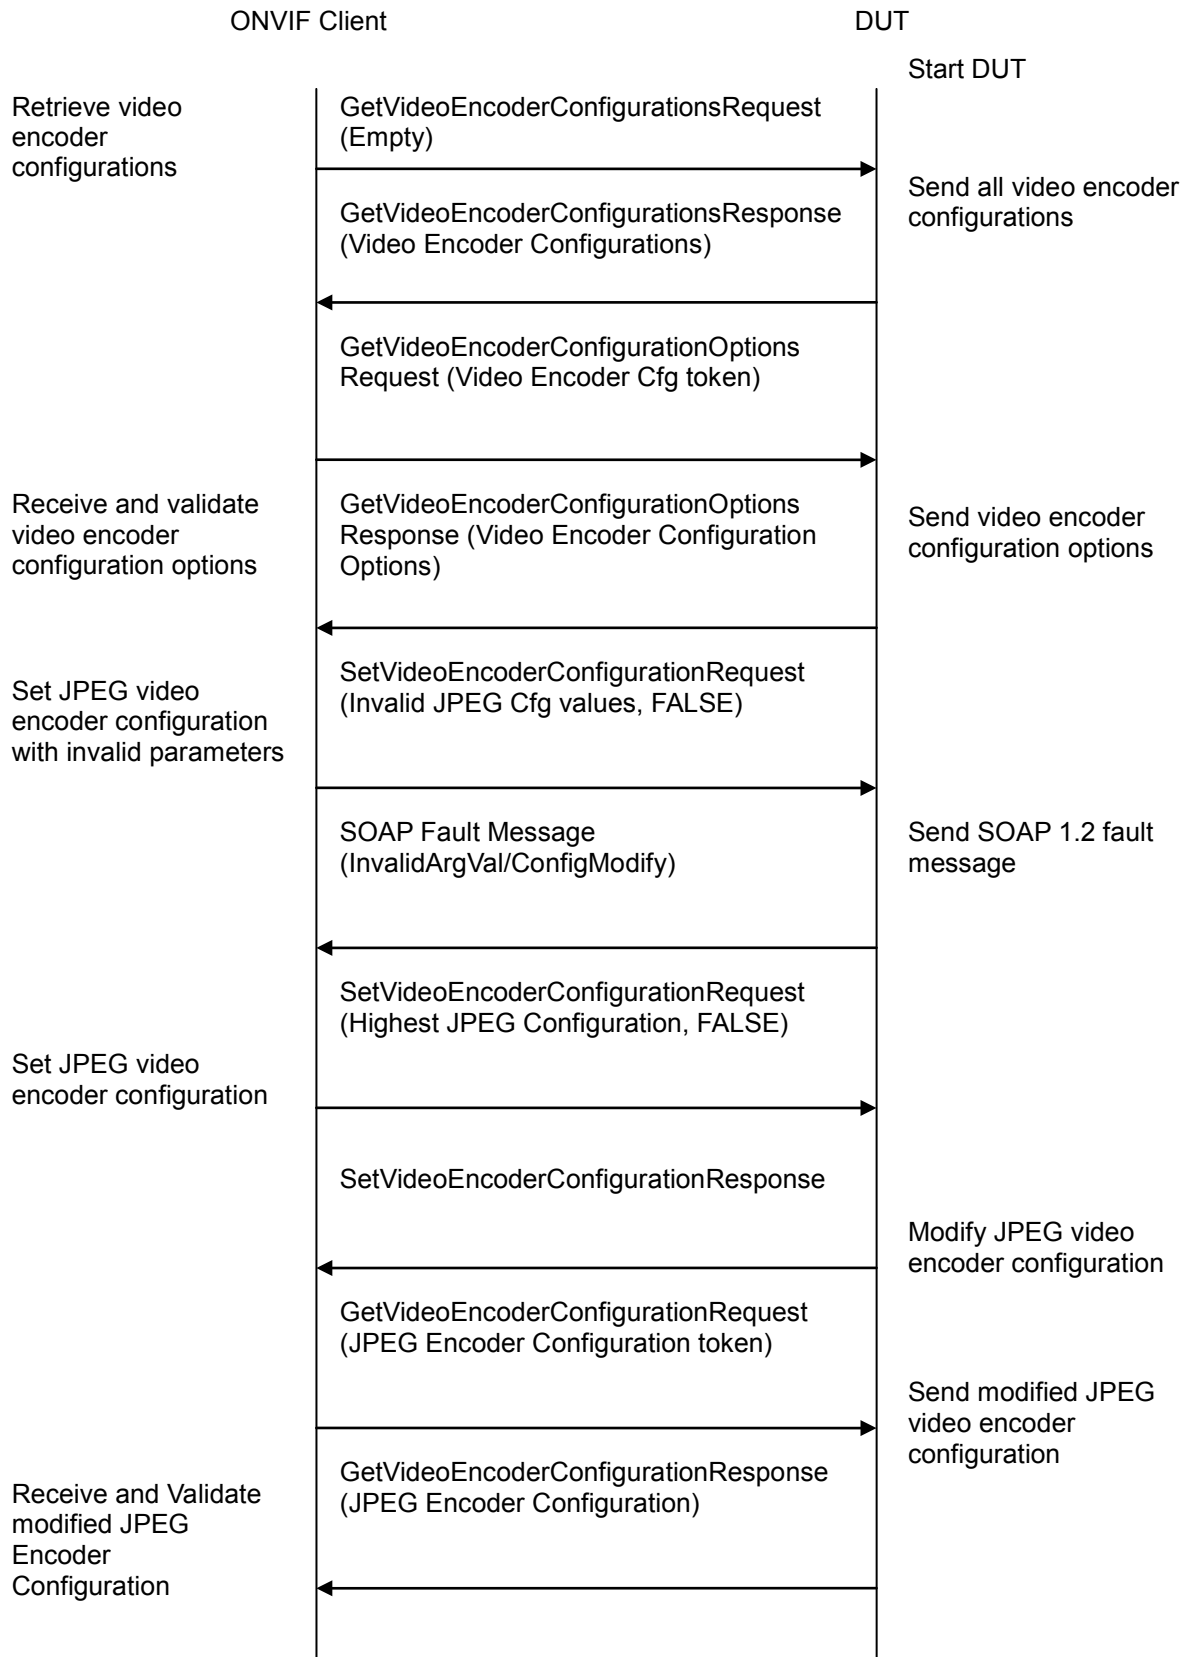 ONVIF Client
DUT
Start DUT
Retrieve video
encoder
configurations
GetVideoEncoderConfigurationsRequest
(Empty)
Send all video encoder
configurations
GetVideoEncoderConfigurationsResponse
(Video Encoder Configurations)
GetVideoEncoderConfigurationOptions
Request (Video Encoder Cfg token)
Receive and validate
video encoder
configuration options
GetVideoEncoderConfigurationOptions
Response (Video Encoder Configuration
Options)
Send video encoder
configuration options
Set JPEG video
encoder configuration
with invalid parameters
SetVideoEncoderConfigurationRequest
(Invalid JPEG Cfg values, FALSE)
SOAP Fault Message
(InvalidArgVal/ConfigModify)
Send SOAP 1.2 fault
message
SetVideoEncoderConfigurationRequest
(Highest JPEG Configuration, FALSE)
Set JPEG video
encoder configuration
SetVideoEncoderConfigurationResponse
Modify JPEG video
encoder configuration
GetVideoEncoderConfigurationRequest
(JPEG Encoder Configuration token)
Send modified JPEG
video encoder
configuration
GetVideoEncoderConfigurationResponse
(JPEG Encoder Configuration)
Receive and Validate
modified JPEG
Encoder
Configuration